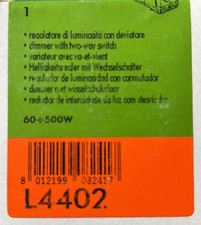 1
• regolatore di luminosità con deviatore
• dimmer with two-way switch
• variateur avec va-et-vient
• Helligkeitsregler mit Wechselschalter
• regulador de luminosidad con conmutador
• dimmer met wisselschakelaar
• redutor de intensidade da luz com
60÷500W
8 012199
L4402